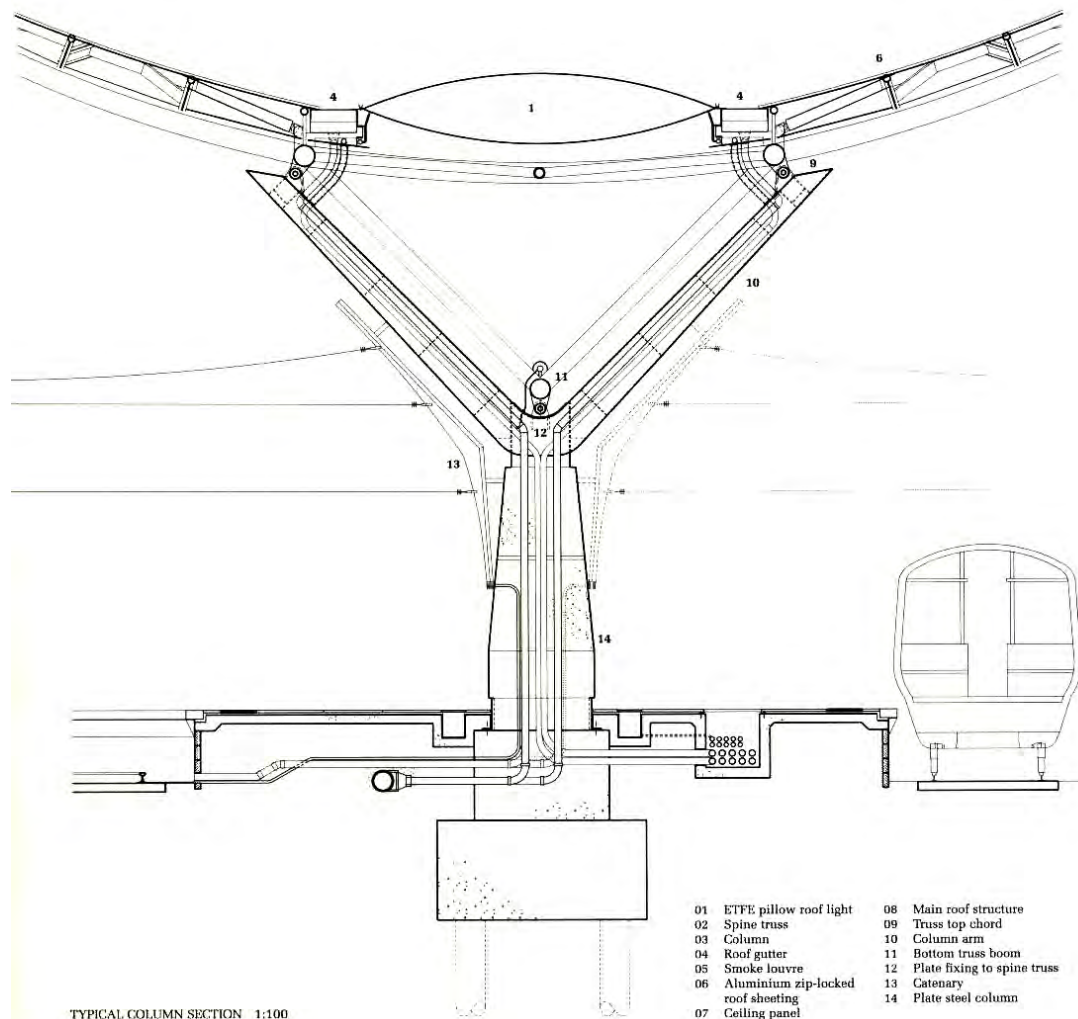 6
4
4
1
9
10
11
12
13
14
01 ETFE pillow roof light
02 Spine truss
03 Column
04 Roof gutter
05 Smoke louvre
06 Aluminium zip-locked
roof sheeting
07 Ceiling panel
08 Main roof structure
09 Truss top chord
10 Column arm
11 Bottom truss boom
12 Plate fixing to spine truss
13 Catenary
14 Plate steel column
TYPICAL COLUMN SECTION 1:100